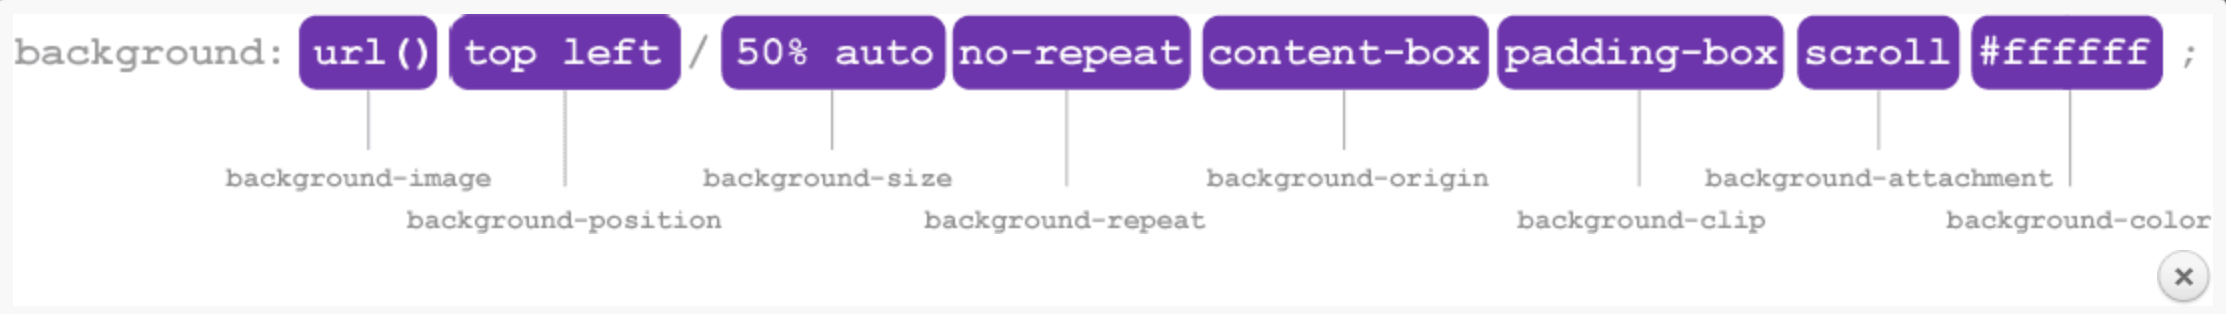 background: url() top left / 50% auto no-repeat content-box padding-box scroll #ffffff ;
background-image background-size background-origin background-attachment
background-position background-repeat background-clip background-color